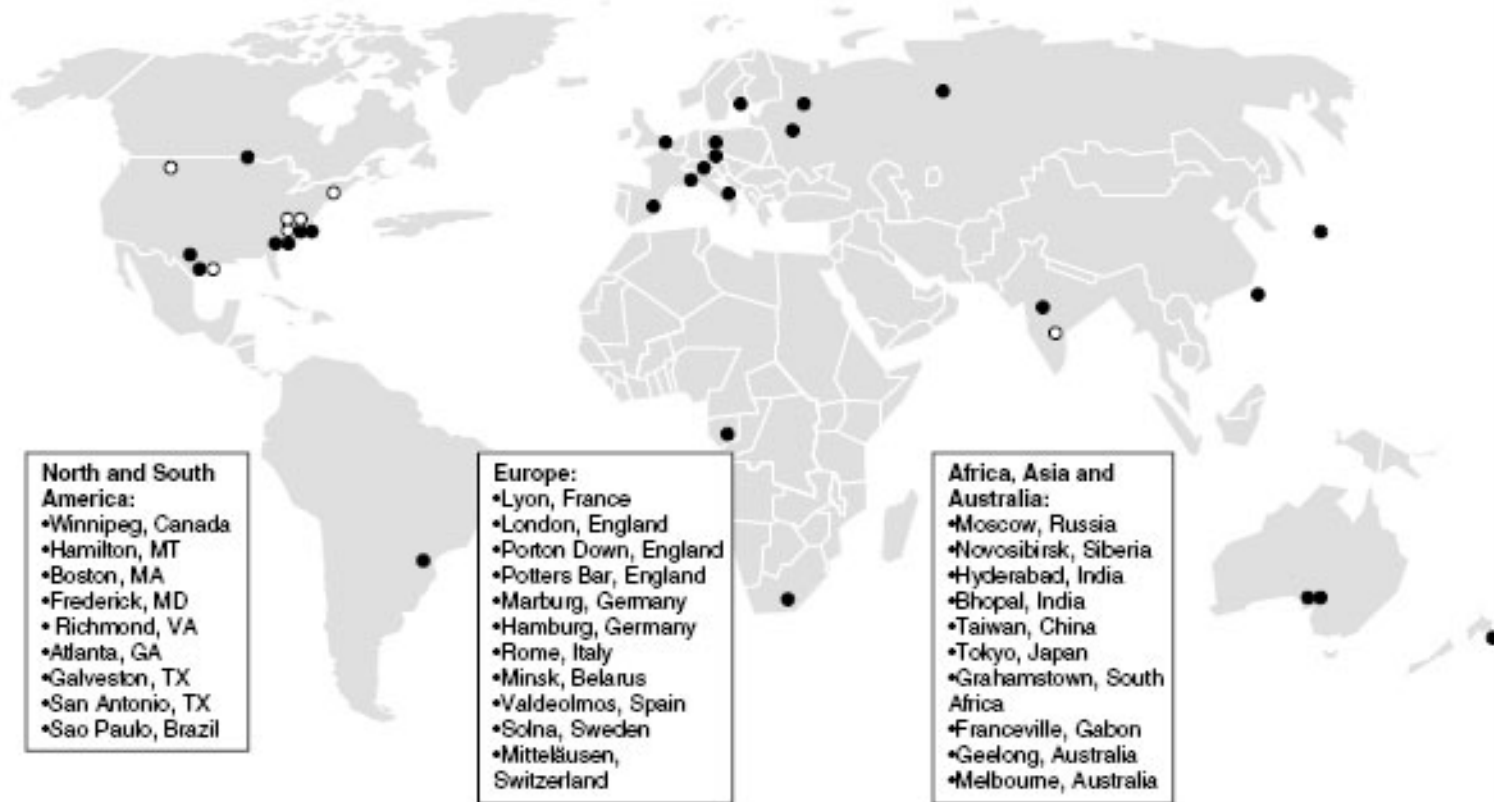 North and South
America:
•Winnipeg, Canada
•Hamilton, MT
•Boston, MA
•Frederick, MD
• Richmond, VA
•Atlanta, GA
•Galveston, TX
•San Antonio, TX
•Sao Paulo, Brazil
Europe:
•Lyon, France
•London, England
•Porton Down, England
•Potters Bar, England
•Marburg, Germany
•Hamburg, Germany
•Rome, Italy
•Minsk, Belarus
•Valdeolmos, Spain
•Solna, Sweden
•Mitteläusen,
Switzerland
Africa, Asia and
Australia:
•Moscow, Russia
•Novosibirsk, Siberia
•Hyderabad, India
•Bhopal, India
•Taiwan, China
•Tokyo, Japan
•Grahamstown, South
Africa
•Franceville, Gabon
•Geelong, Australia
•Melbourne, Australia